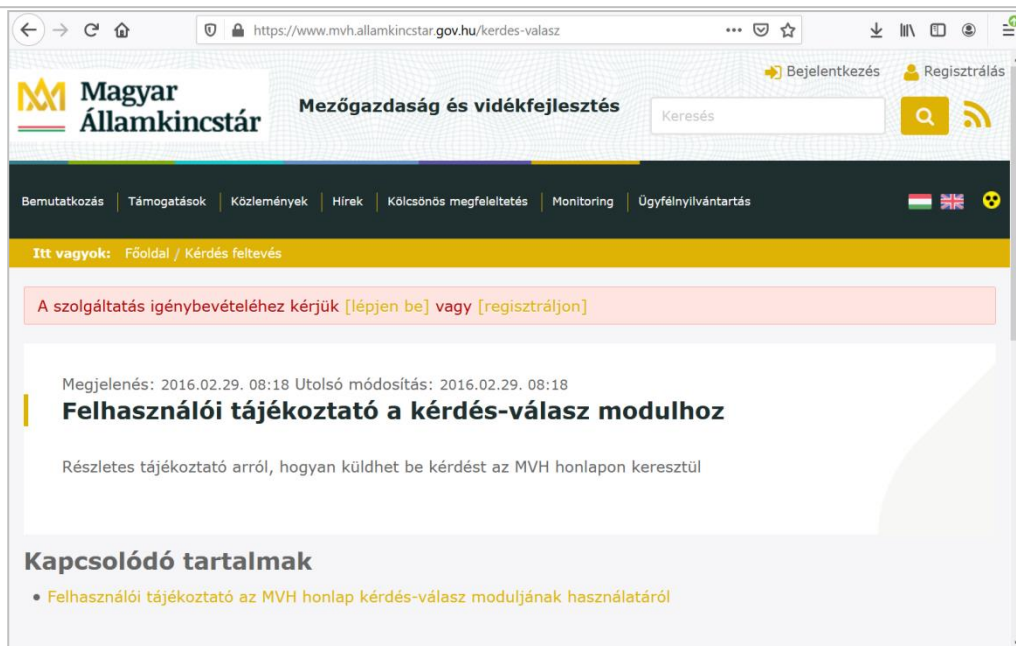 https://www.mvh.allamkincstar.gov.hu/kerdes-valasz
Bejelentkezés Regisztrálás
Magyar
Államkincstár
Mezőgazdaság és vidékfejlesztés
Keresés
Bemutatkozás Támogatások Közlemények Hírek Kölcsönös megfeleltetés Monitoring Ügyfélnyilvántartás
Itt vagyok: Főoldal / Kérdés feltevés
A szolgáltatás igénybevételéhez kérjük [lépjen be] vagy [regisztráljon]
Megjelenés: 2016.02.29. 08:18 Utolsó módosítás: 2016.02.29. 08:18
Felhasználói tájékoztató a kérdés-válasz modulhoz
Részletes tájékoztató arról, hogyan küldhet be kérdést az MVH honlapon keresztül
Kapcsolódó tartalmak
• Felhasználói tájékoztató az MVH honlap kérdés-válasz moduljának használatáról